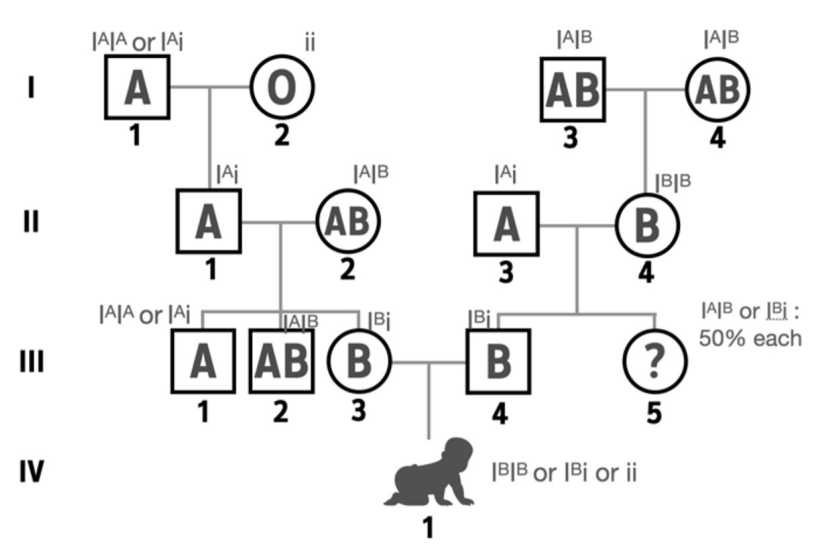 IᴬIᴬ or Iᴬi
ii
IᴬIᴮ
IᴬIᴮ
I
A
O
AB
AB
1
2
3
4
Iᴬi
IᴬIᴮ
Iᴬi
IᴮIᴮ
II
A
AB
A
B
1
2
3
4
IᴬIᴬ or Iᴬi
IᴬIᴮ
Iᴮi
Iᴮi
IᴬIᴮ or Iᴮi :
50% each
III
A
AB
B
B
?
1
2
3
4
5
IV
IᴮIᴮ or Iᴮi or ii
1